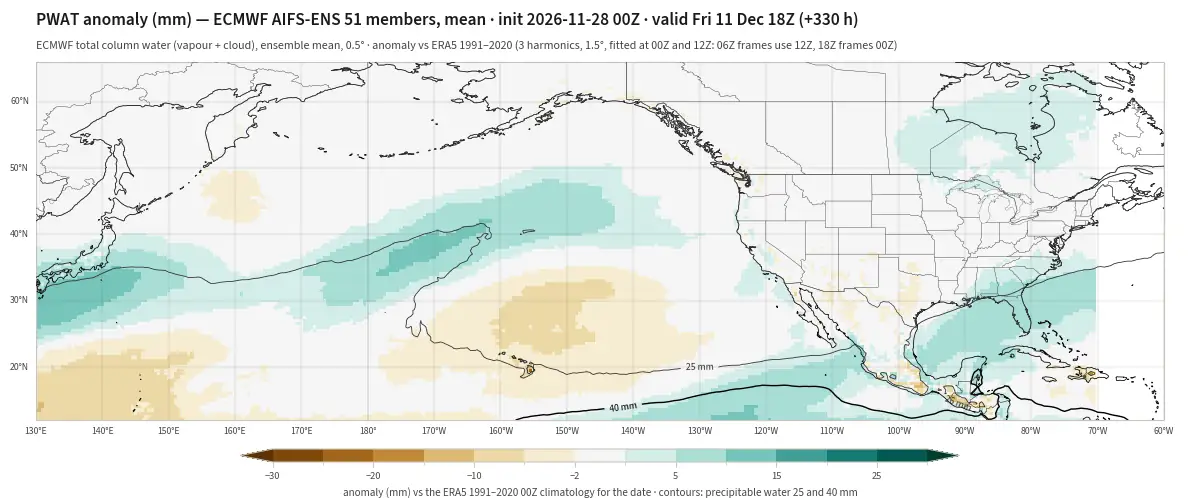 PWAT anomaly (mm) — ECMWF AIFS-ENS 51 members, mean · init 2026-11-28 00Z · valid Fri 11 Dec 18Z (+330 h)
ECMWF total column water (vapour + cloud), ensemble mean, 0.5° · anomaly vs ERA5 1991–2020 (3 harmonics, 1.5°, fitted at 00Z and 12Z: 06Z frames use 12Z, 18Z frames 00Z)
60°N
50°N
40°N
30°N
20°N
25 mm
40 mm
130°E 140°E 150°E 160°E 170°E 180° 170°W 160°W 150°W 140°W 130°W 120°W 110°W 100°W 90°W 80°W 70°W 60°W
−30 −20 −10 −2 5 15 25
anomaly (mm) vs the ERA5 1991–2020 00Z climatology for the date · contours: precipitable water 25 and 40 mm